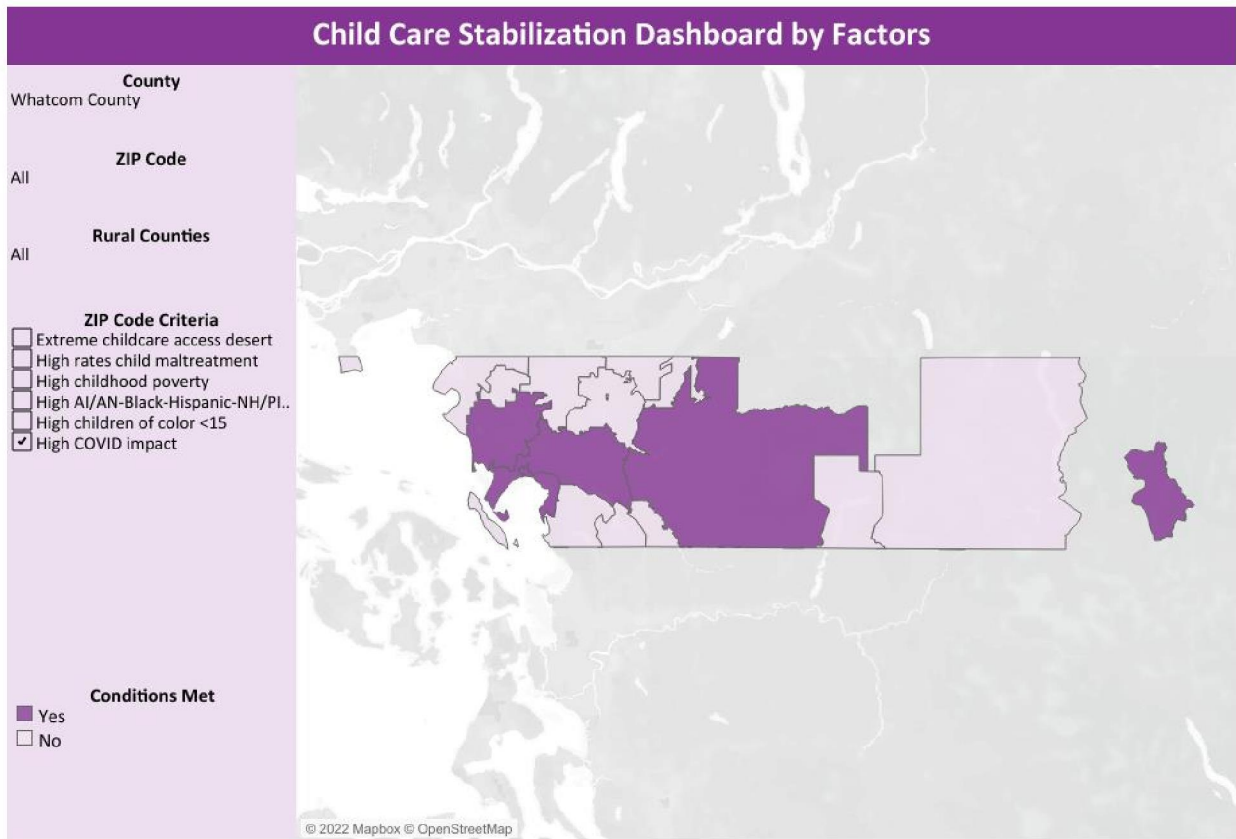 Child Care Stabilization Dashboard by Factors
County
Whatcom County
ZIP Code
All
Rural Counties
All
ZIP Code Criteria
Extreme childcare access desert
High rates child maltreatment
High childhood poverty
High AI/AN-Black-Hispanic-NH/PI..
High children of color <15
High COVID impact
Conditions Met
Yes
No
© 2022 Mapbox © OpenStreetMap